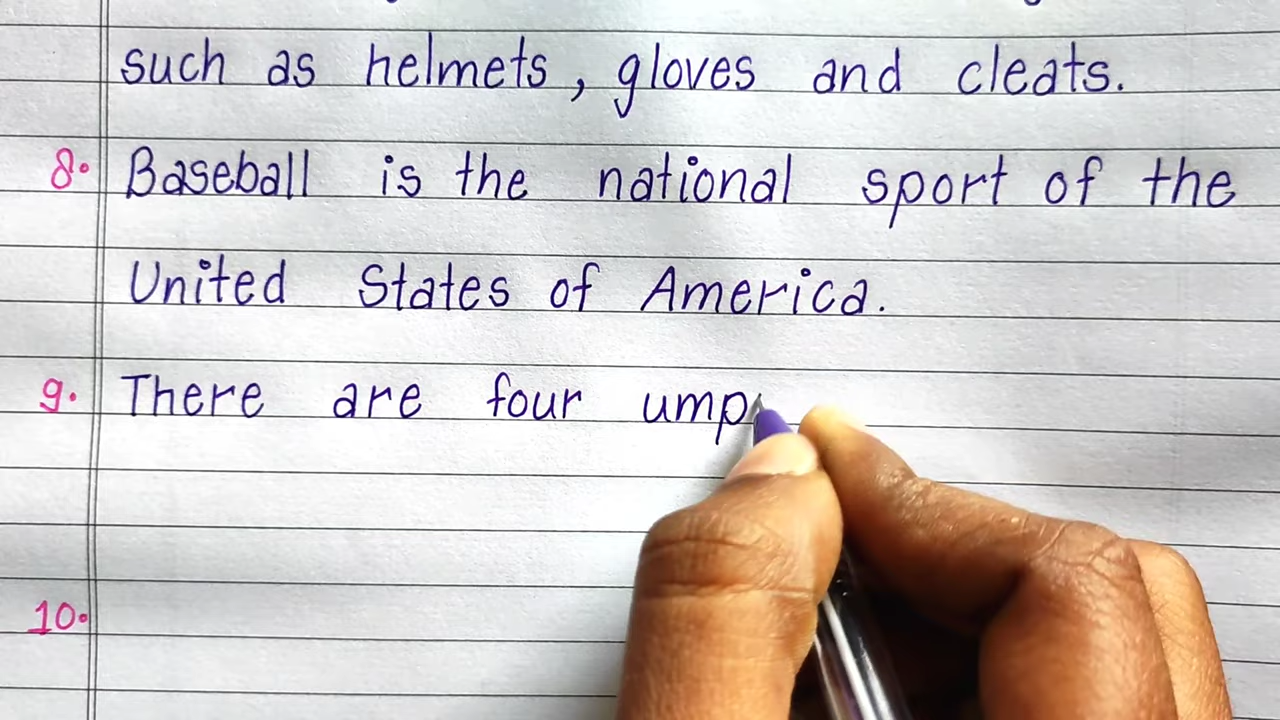 such as helmets, gloves and cleats.
8. Baseball is the national sport of the
United States of America.
9. There are four ump
10.